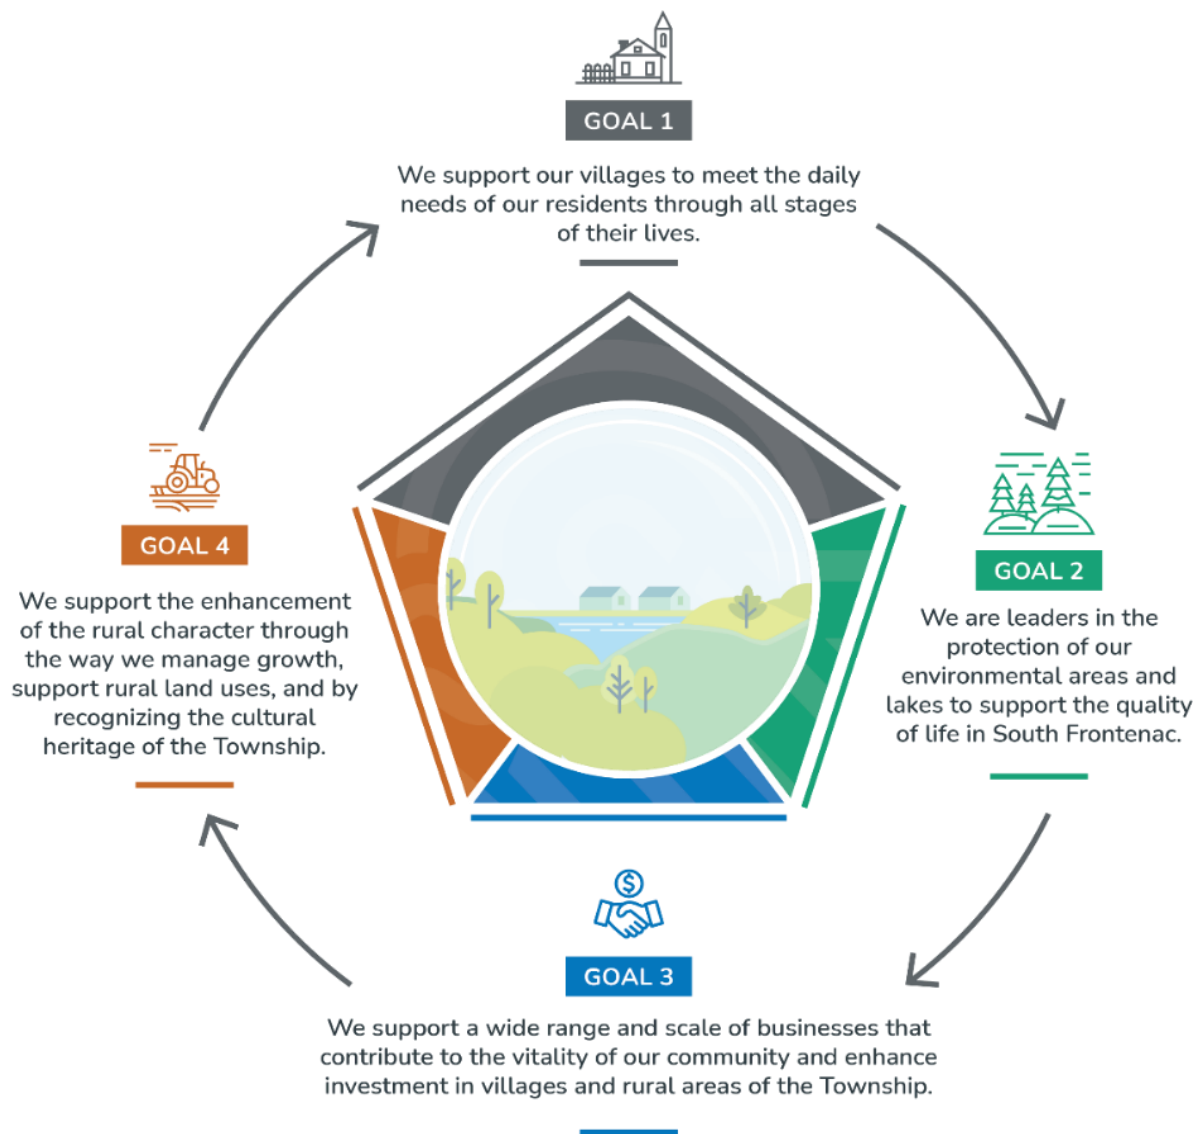 GOAL 1
We support our villages to meet the daily
needs of our residents through all stages
of their lives.
GOAL 2
We are leaders in the
protection of our
environmental areas and
lakes to support the quality
of life in South Frontenac.
$
GOAL 3
We support a wide range and scale of businesses that
contribute to the vitality of our community and enhance
investment in villages and rural areas of the Township.
GOAL 4
We support the enhancement
of the rural character through
the way we manage growth,
support rural land uses, and by
recognizing the cultural
heritage of the Township.